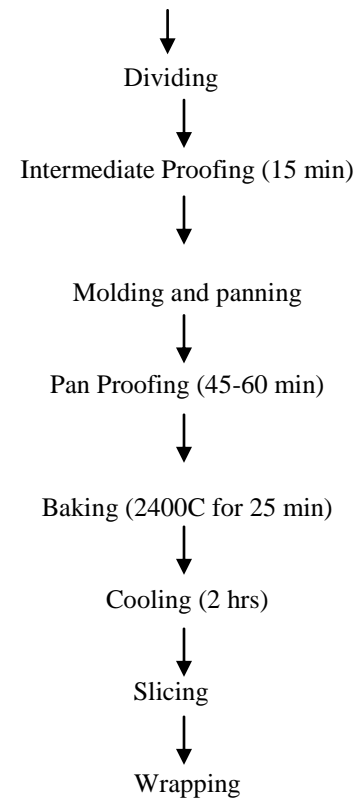 Dividing
Intermediate Proofing (15 min)
Molding and panning
Pan Proofing (45-60 min)
Baking (2400C for 25 min)
Cooling (2 hrs)
Slicing
Wrapping